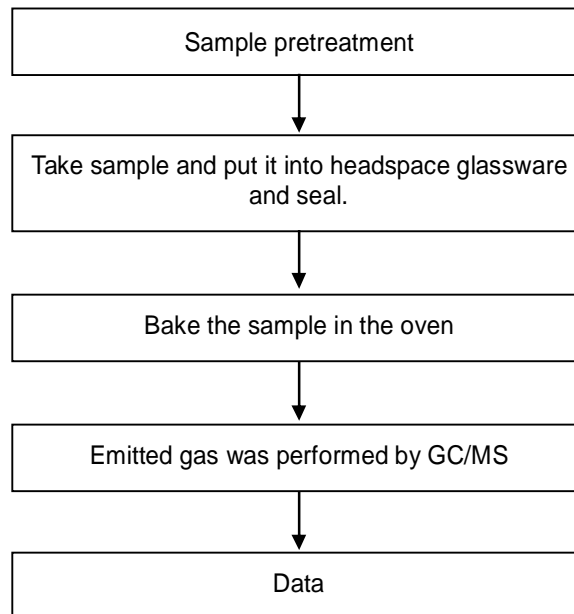 Sample pretreatment
Take sample and put it into headspace glassware
and seal.
Bake the sample in the oven
Emitted gas was performed by GC/MS
Data